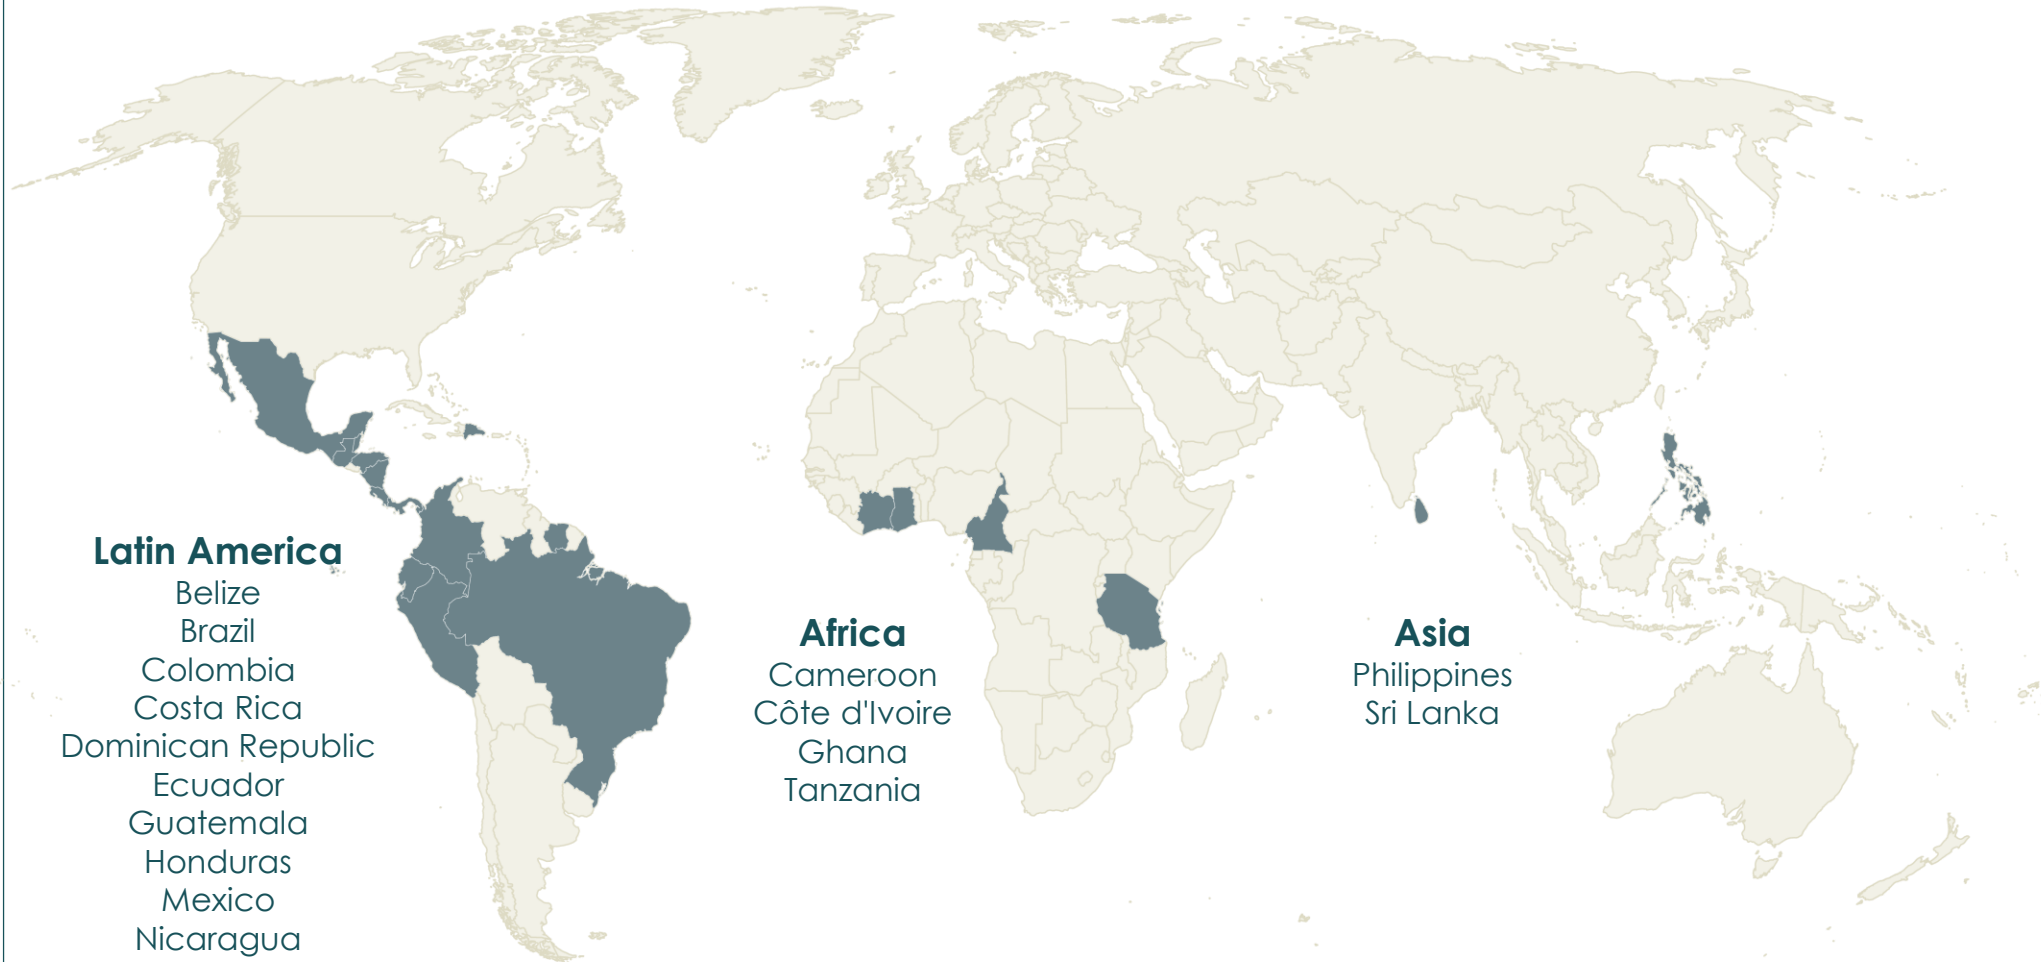 Latin America
Belize
Brazil
Colombia
Costa Rica
Dominican Republic
Ecuador
Guatemala
Honduras
Mexico
Nicaragua
Africa
Cameroon
Côte d'Ivoire
Ghana
Tanzania
Asia
Philippines
Sri Lanka